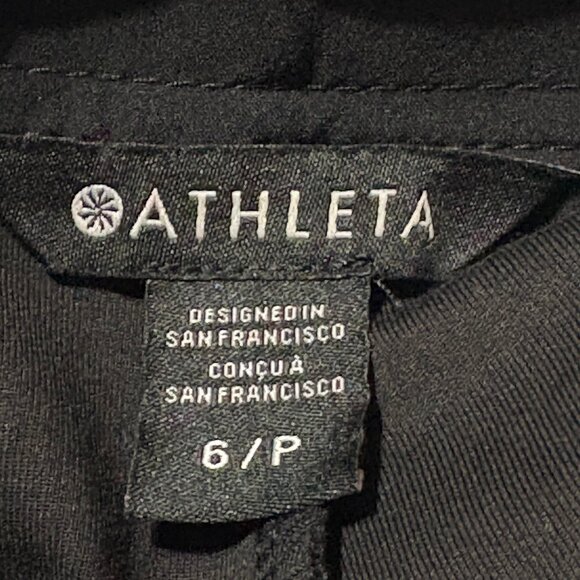 ATHLETA
DESIGNED IN
SAN FRANCISCO
CONÇU À
SAN FRANCISCO
6/P